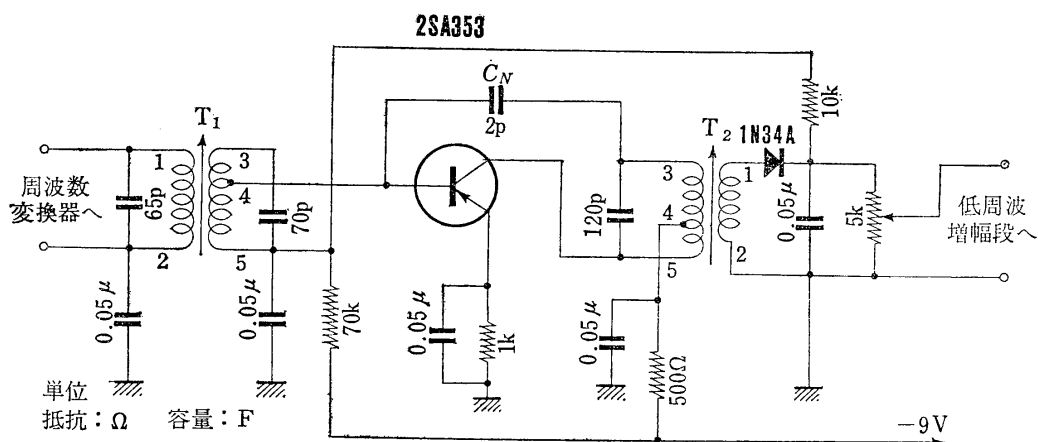 2SA353
C_N
2p
10k
T₁
T₂
1N34A
1
3
4
3
1
周波数
変換器へ
65p
70p
120p
4
0.05μ
5k
低周波
増幅段へ
2
5
5
2
0.05μ
0.05μ
70k
0.05μ
1k
0.05μ
500Ω
単位
抵抗：Ω 容量：F
−9V